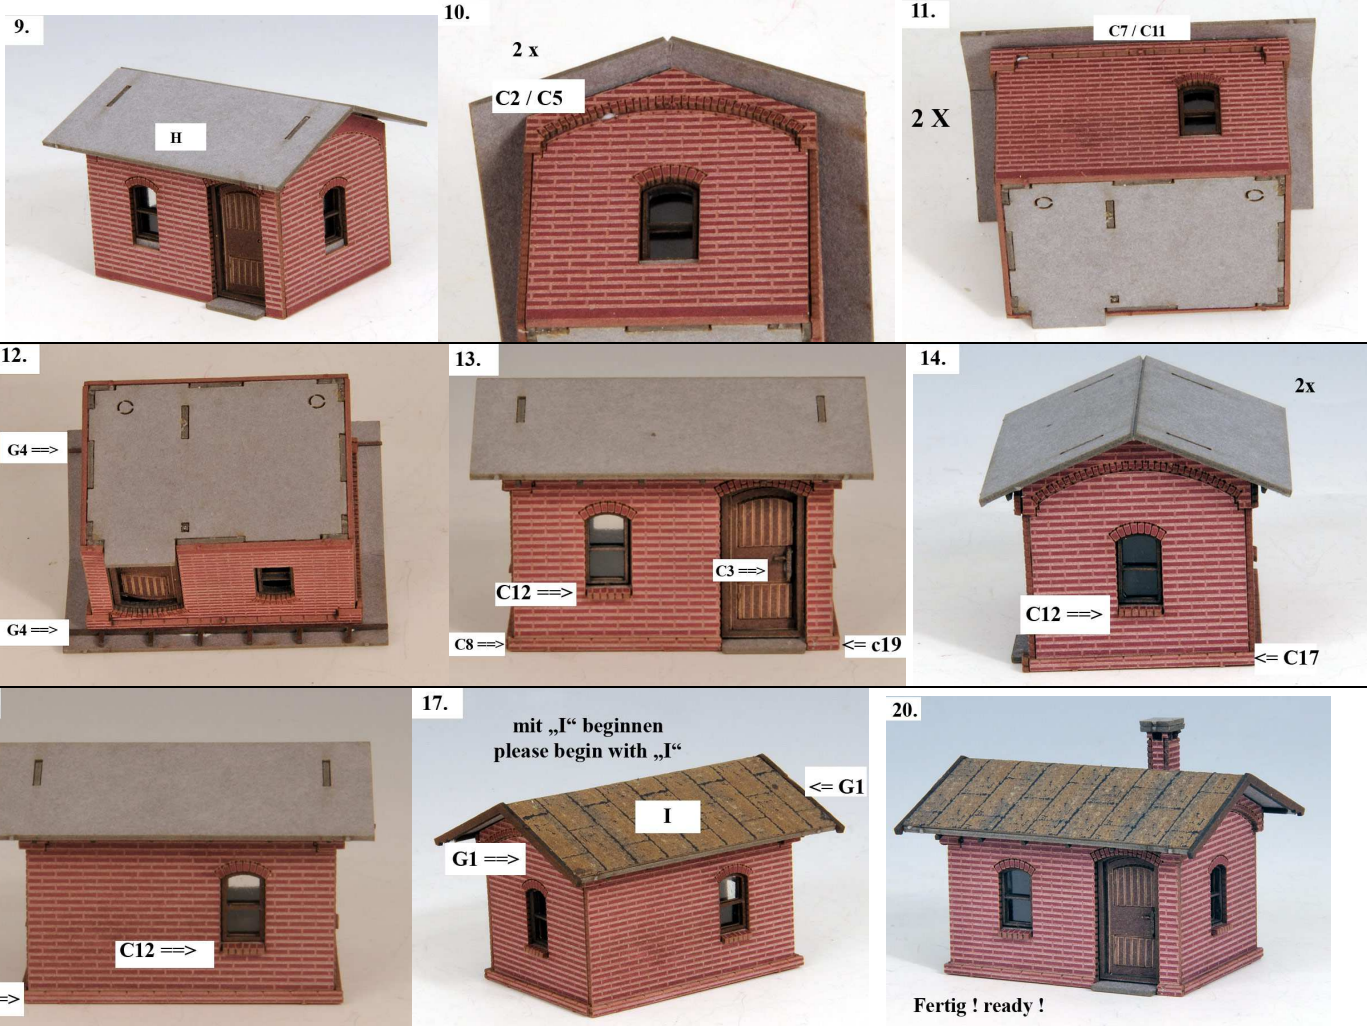 9.
H
10.
2 x
C2 / C5
11.
C7 / C11
2 X
12.
G4 ==>
G4 ==>
13.
C12 ==>
C3 ==>
C8 ==>
<= c19
14.
2x
C12 ==>
<= C17
C12 ==>
=>
17.
mit „I“ beginnen
please begin with „I“
<= G1
I
G1 ==>
20.
Fertig ! ready !